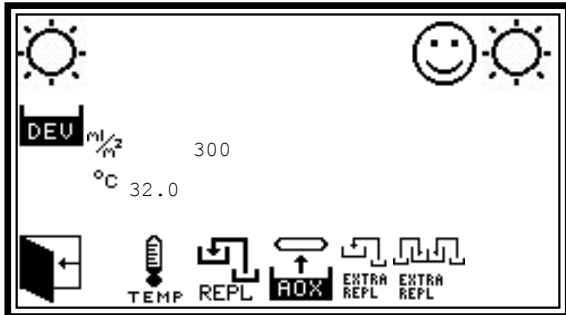 DEV
ml/m² 300
°C 32.0
TEMP REPL AOX EXTRA REPL EXTRA REPL